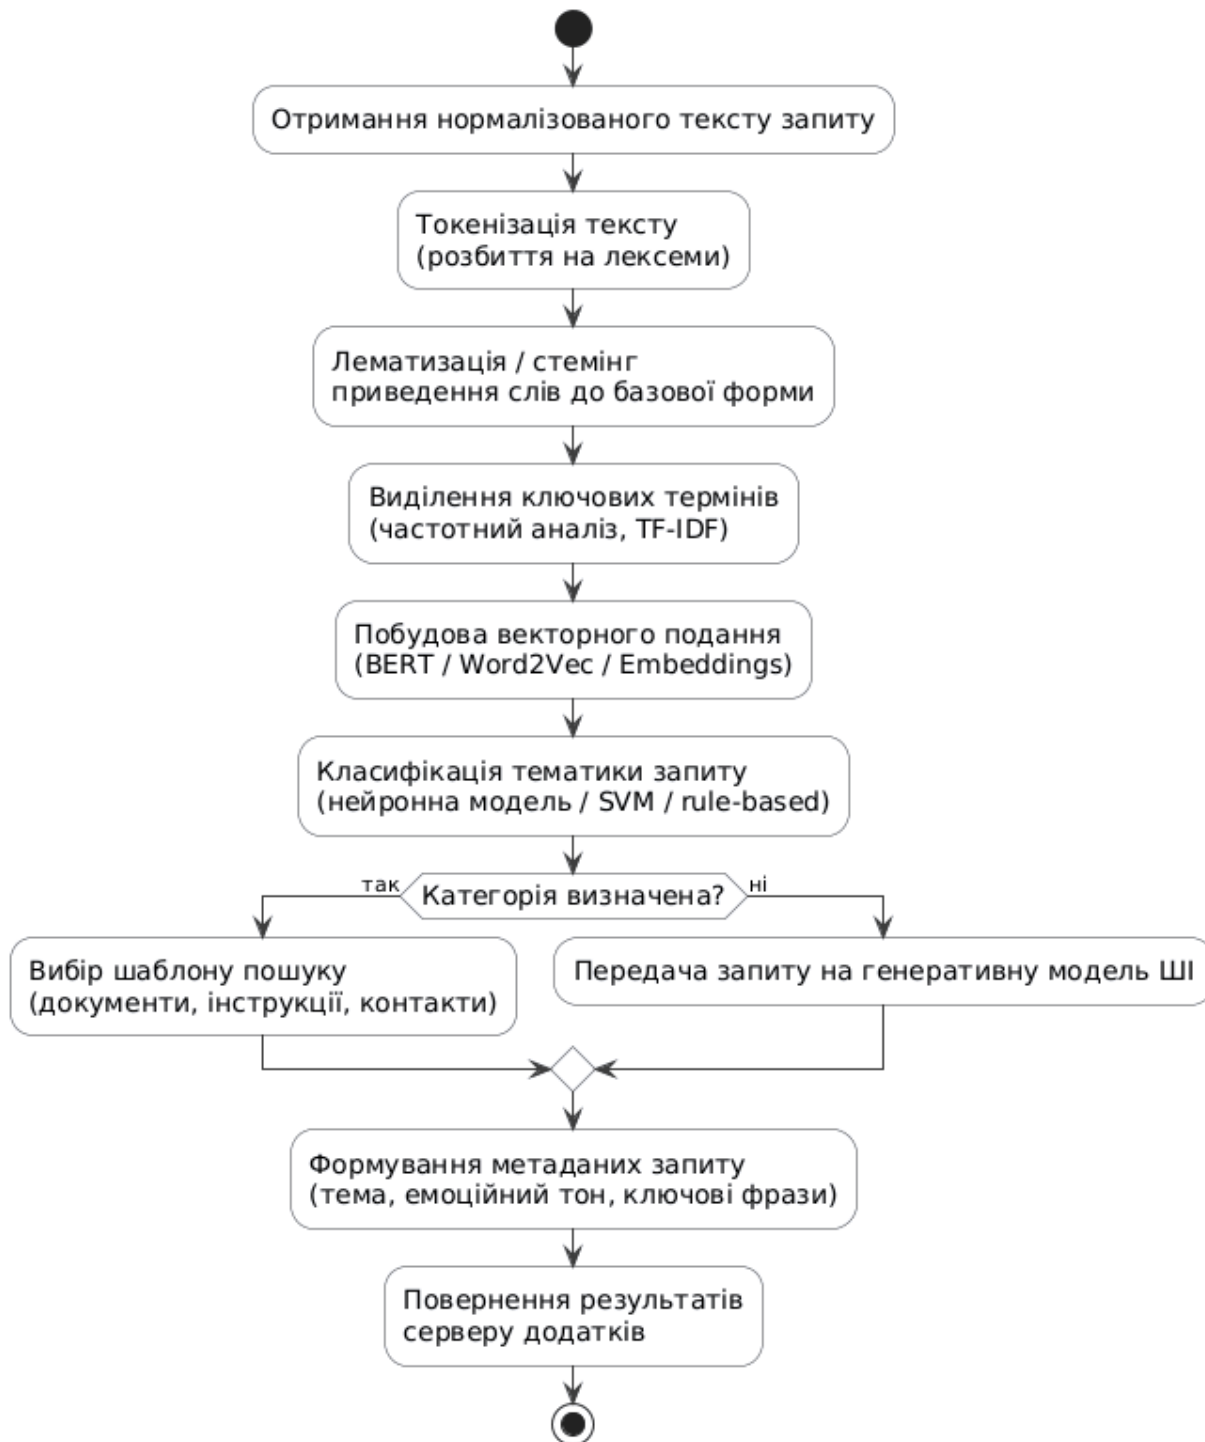 Отримання нормалізованого тексту запиту
Токенізація тексту
(розбиття на лексеми)
Лематизація / стемінг
приведення слів до базової форми
Виділення ключових термінів
(частотний аналіз, TF-IDF)
Побудова векторного подання
(BERT / Word2Vec / Embeddings)
Класифікація тематики запиту
(нейронна модель / SVM / rule-based)
так
Категорія визначена?
ні
Вибір шаблону пошуку
(документи, інструкції, контакти)
Передача запиту на генеративну модель ШІ
Формування метаданих запиту
(тема, емоційний тон, ключові фрази)
Повернення результатів
серверу додатків